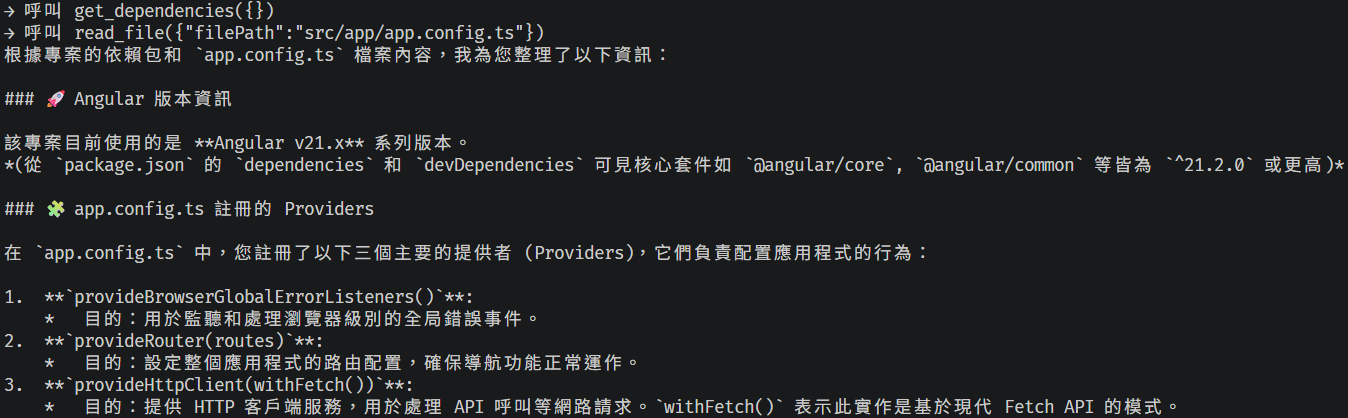 → 呼叫 get_dependencies({})
→ 呼叫 read_file({"filePath":"src/app/app.config.ts"})
根據專案的依賴包和 `app.config.ts` 檔案內容，我為您整理了以下資訊：
### 🚀 Angular 版本資訊
該專案目前使用的是 **Angular v21.x** 系列版本。
*(從 `package.json` 的 `dependencies` 和 `devDependencies` 可見核心套件如 `@angular/core`, `@angular/common` 等皆為 `^21.2.0` 或更高)*
### 🧩 app.config.ts 註冊的 Providers
在 `app.config.ts` 中，您註冊了以下三個主要的提供者 (Providers)，它們負責配置應用程式的行為：
1.  **`provideBrowserGlobalErrorListeners()`**:
    *   目的：用於監聽和處理瀏覽器級別的全局錯誤事件。
2.  **`provideRouter(routes)`**:
    *   目的：設定整個應用程式的路由配置，確保導航功能正常運作。
3.  **`provideHttpClient(withFetch())`**:
    *   目的：提供 HTTP 客戶端服務，用於處理 API 呼叫等網路請求。`withFetch()` 表示此實作是基於現代 Fetch API 的模式。